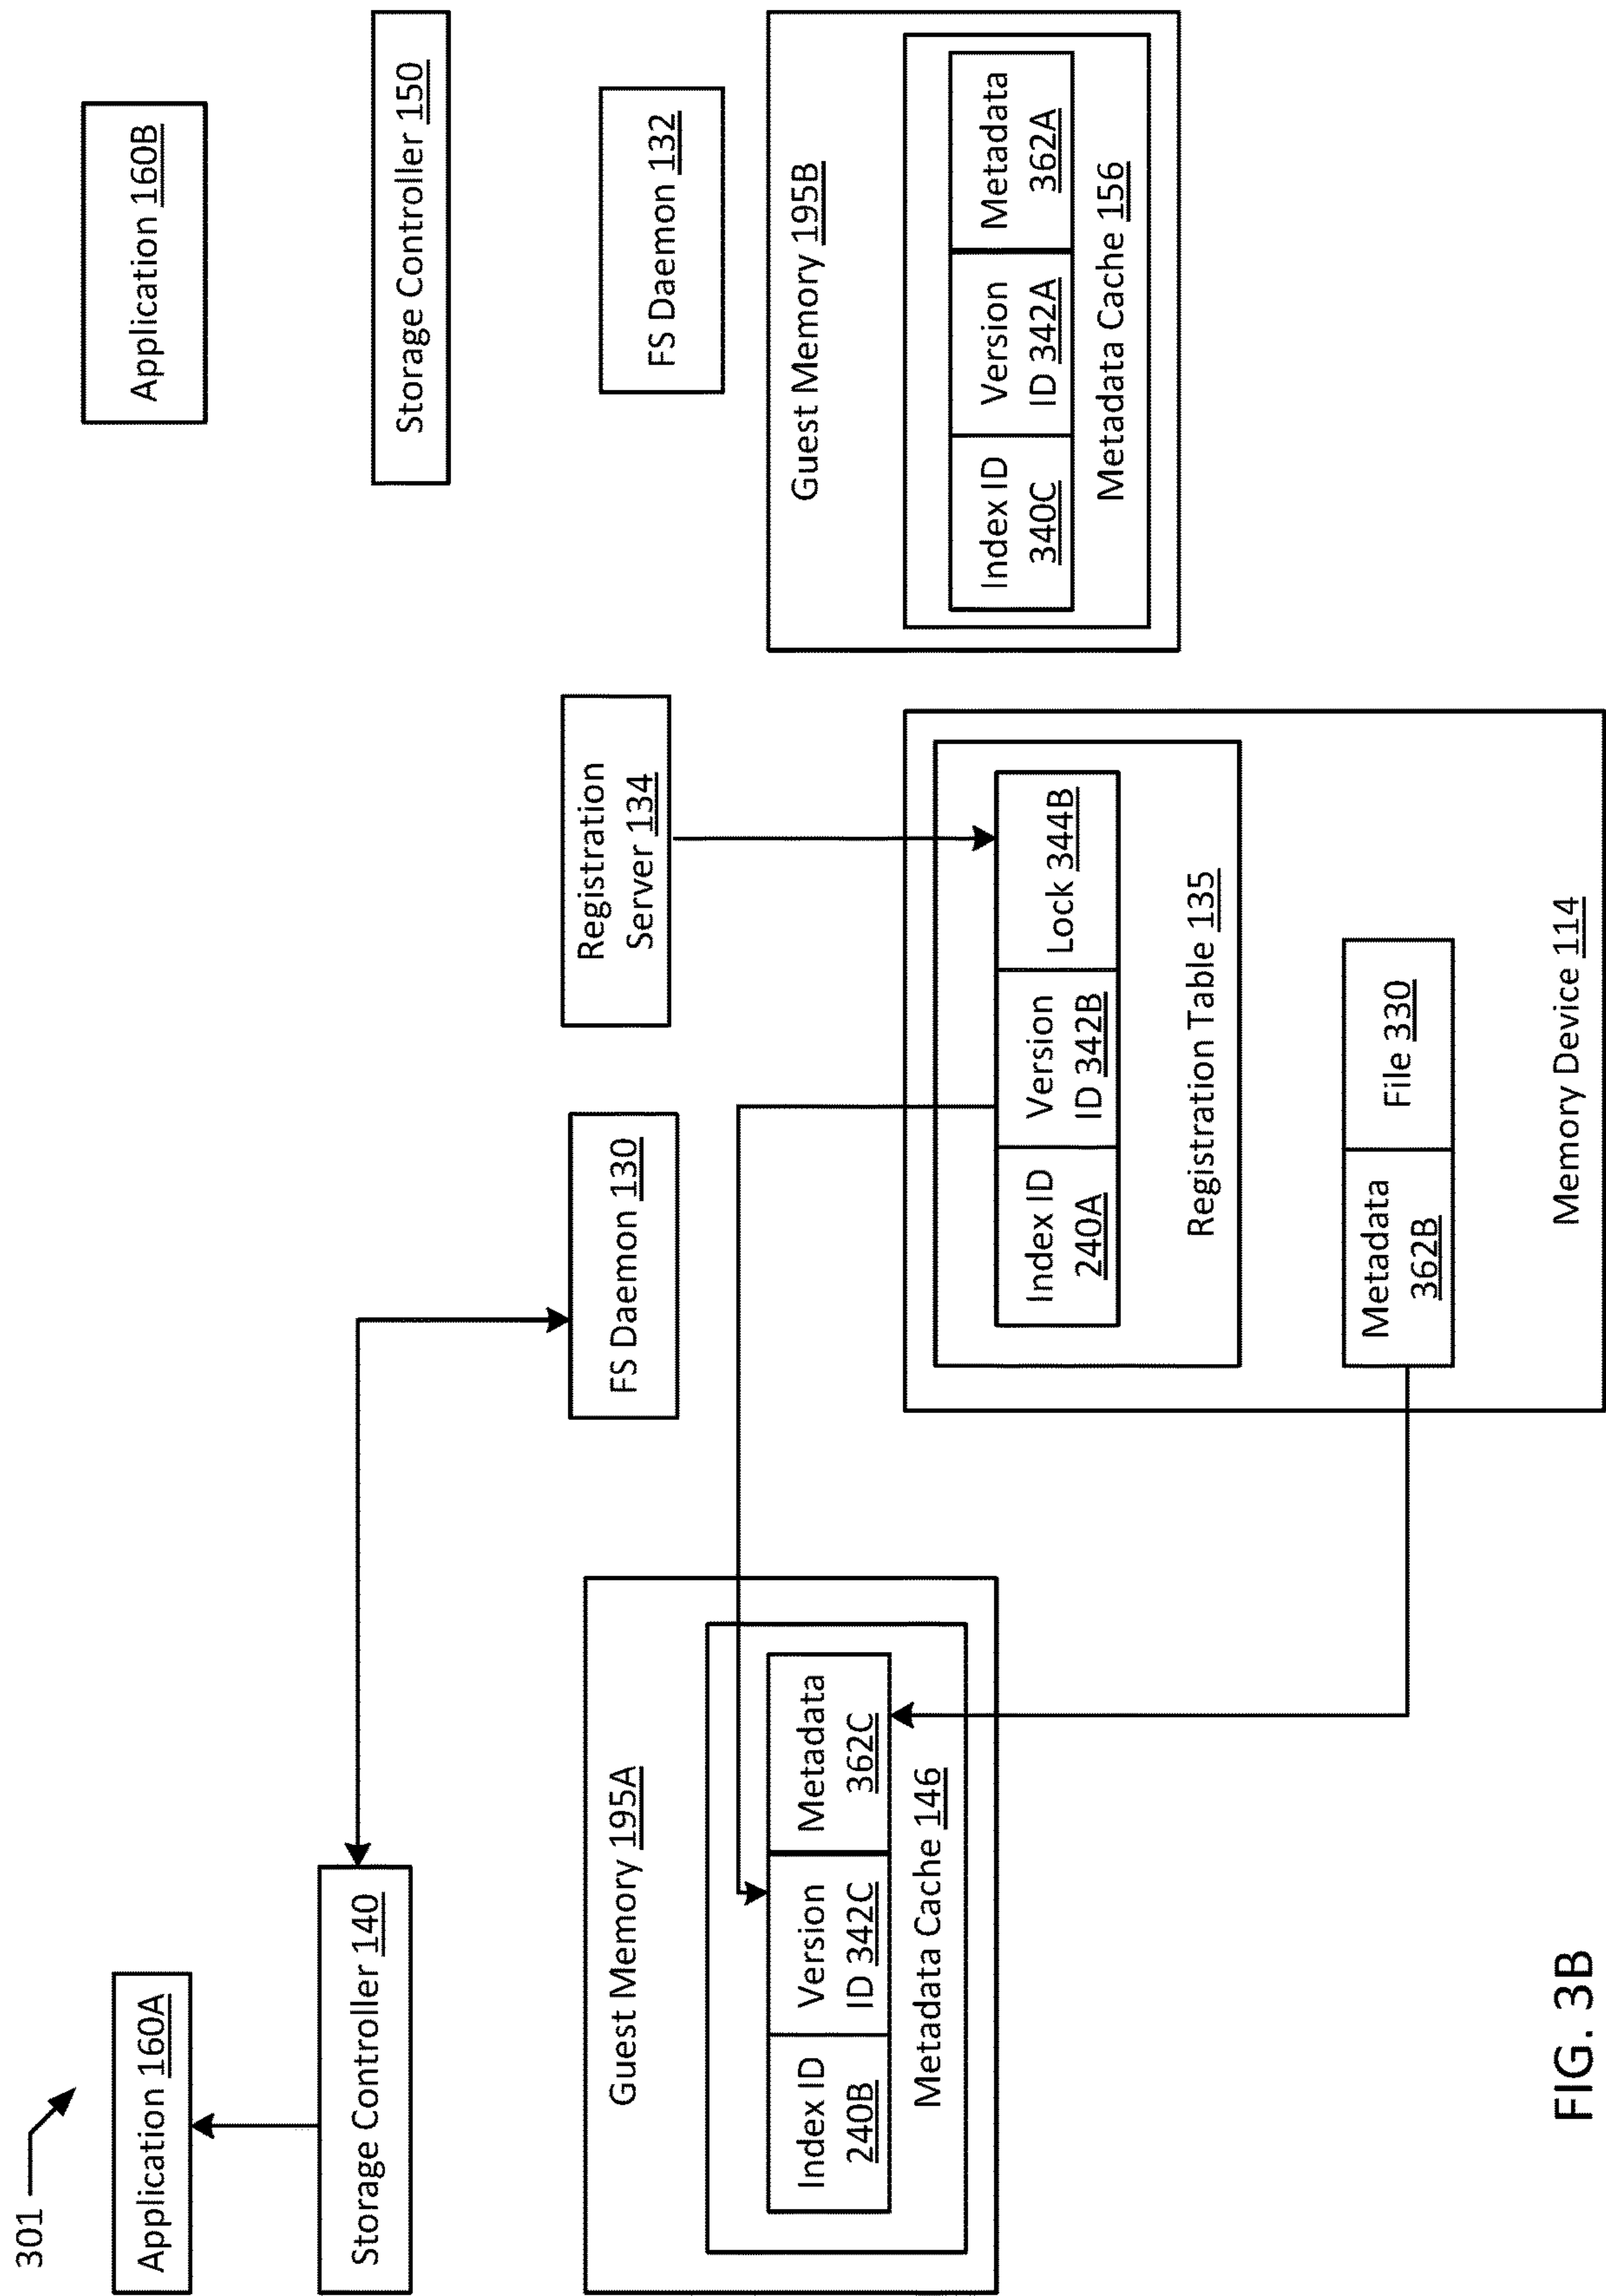 301
Application 160A
Storage Controller 140
Guest Memory 195A
Index ID
240B
Version
ID 342C
Metadata
362C
Metadata Cache 146
FS Daemon 130
Registration
Server 134
Index ID
240A
Version
ID 342B
Lock 344B
Registration Table 135
Metadata
362B
File 330
Memory Device 114
Application 160B
Storage Controller 150
FS Daemon 132
Guest Memory 195B
Index ID
340C
Version
ID 342A
Metadata
362A
Metadata Cache 156
FIG. 3B